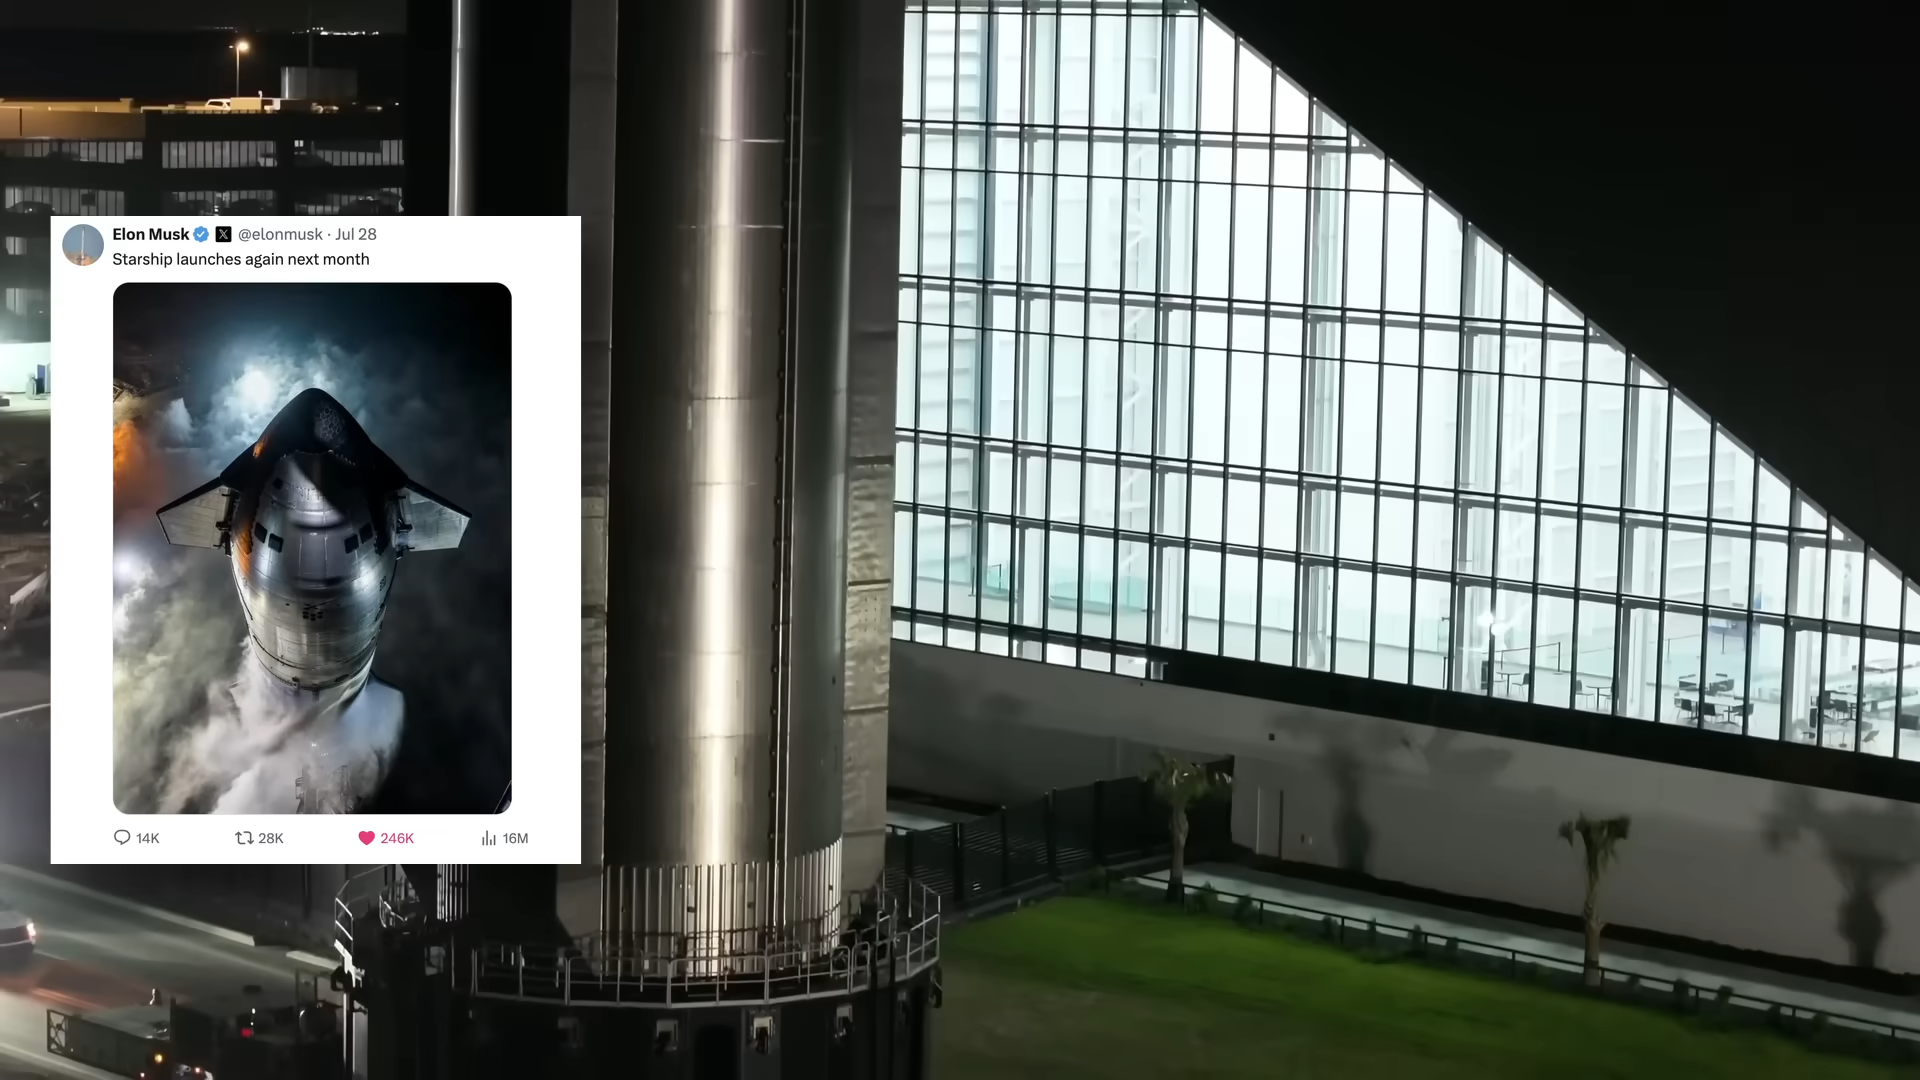 Elon Musk @elonmusk · Jul 28
Starship launches again next month
14K 28K 246K 16M